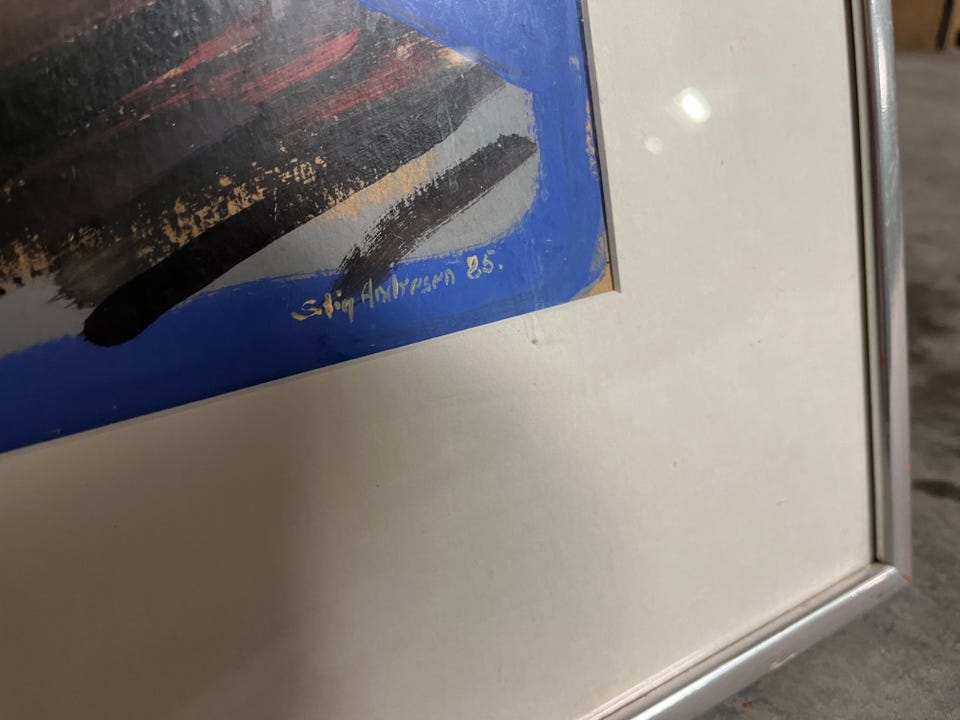 Stig Andresen 85.